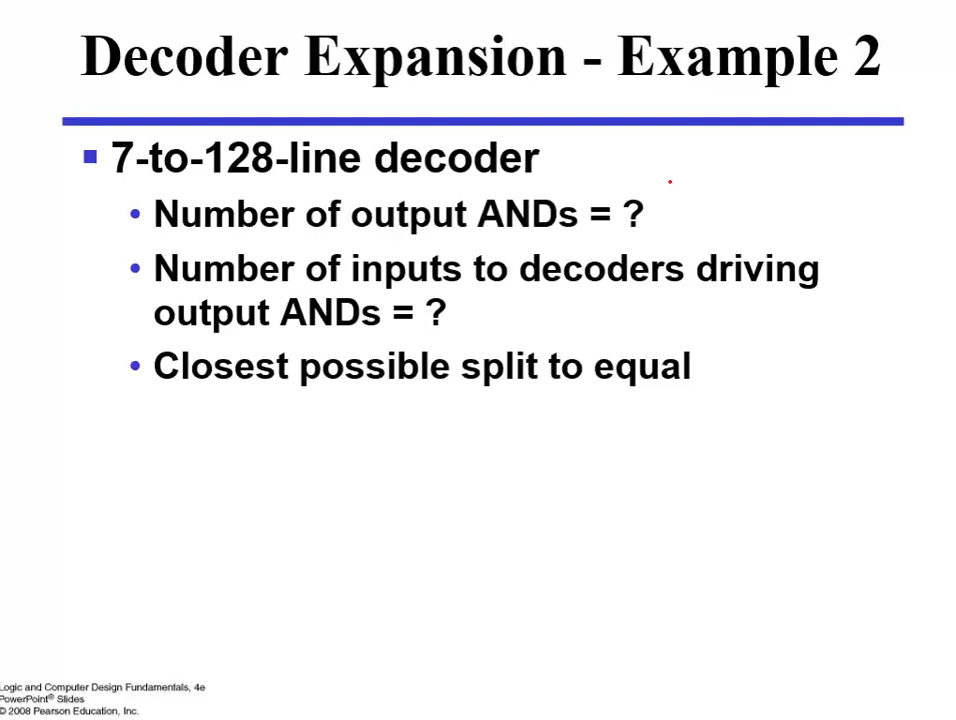 Decoder Expansion - Example 2
▪ 7-to-128-line decoder
• Number of output ANDs = ?
• Number of inputs to decoders driving
output ANDs = ?
• Closest possible split to equal
Logic and Computer Design Fundamentals, 4e
PowerPoint® Slides
© 2008 Pearson Education, Inc.